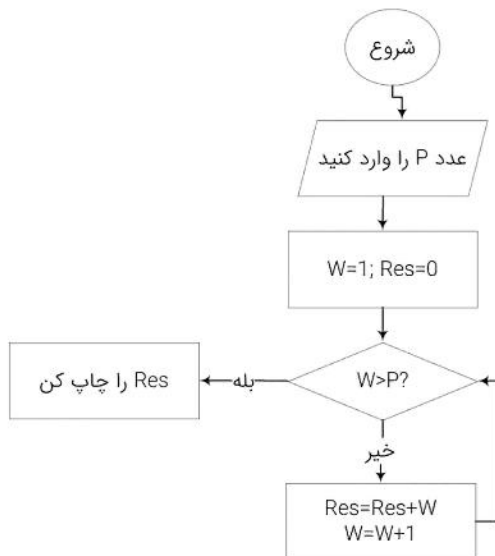 شروع
عدد P را وارد کنید
W=1; Res=0
W>P?
بله
Res را چاپ کن
خیر
Res=Res+W
W=W+1